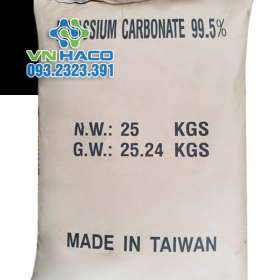 VNHACO
093.2323.391
SSIUM CARBONATE 99.5%
N.W.: 25 KGS
G.W.: 25.24 KGS
MADE IN TAIWAN